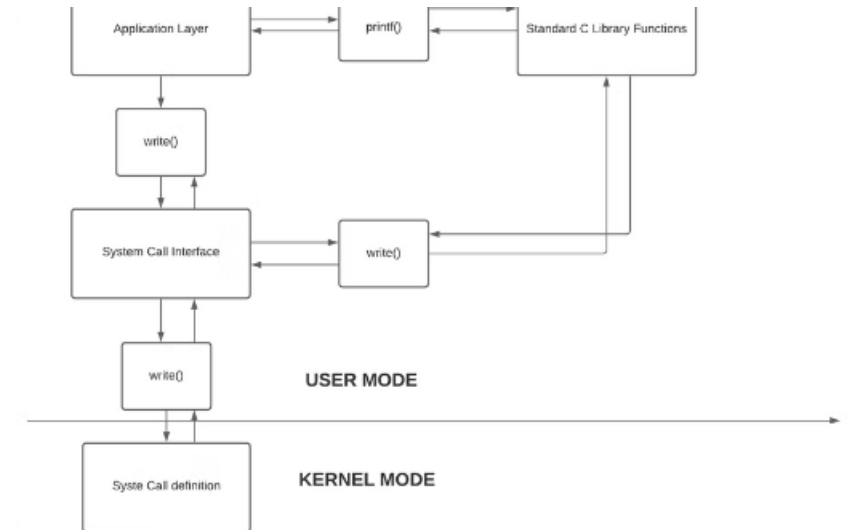 Application Layer
printf()
Standard C Library Functions
write()
System Call Interface
write()
write()
USER MODE
KERNEL MODE
Syste Call definition